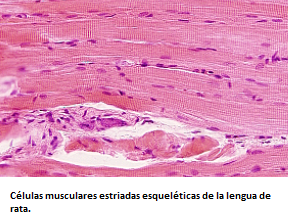 Células musculares estriadas esqueléticas de la lengua de
rata.